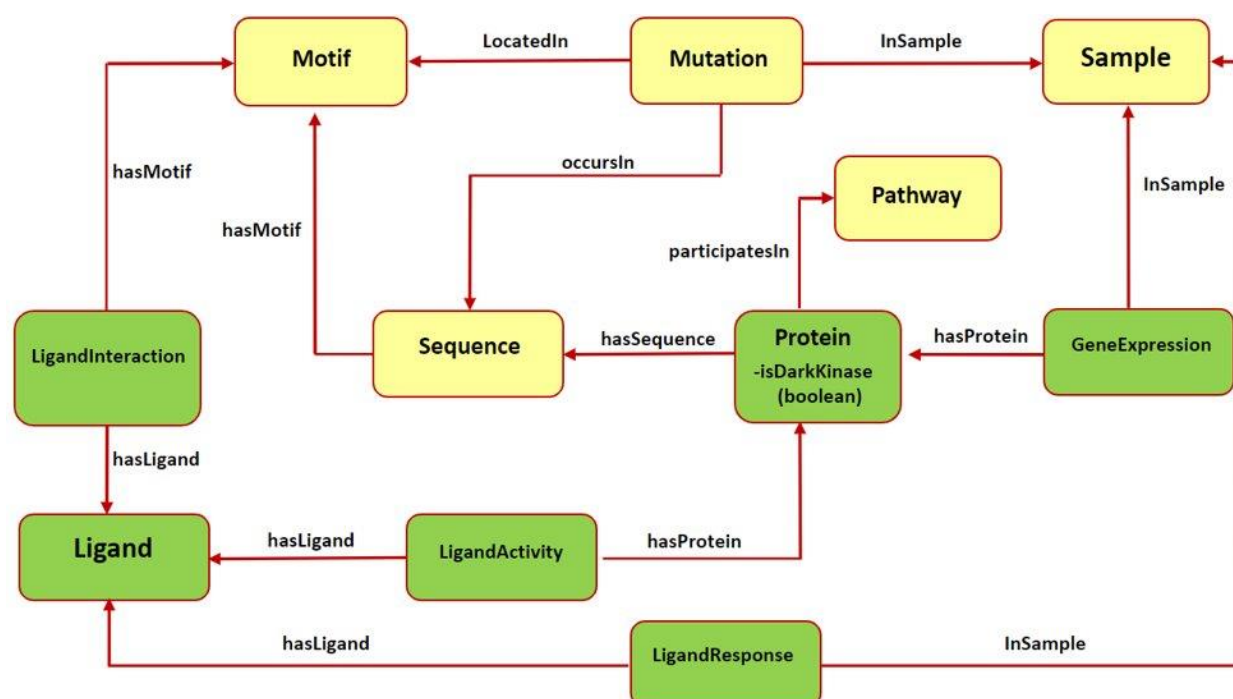 LocatedIn
InSample
Motif
Mutation
Sample
hasMotif
occursIn
Pathway
InSample
hasMotif
participatesIn
LigandInteraction
Sequence
hasSequence
Protein
-isDarkKinase
(boolean)
hasProtein
GeneExpression
hasLigand
Ligand
hasLigand
LigandActivity
hasProtein
hasLigand
LigandResponse
InSample